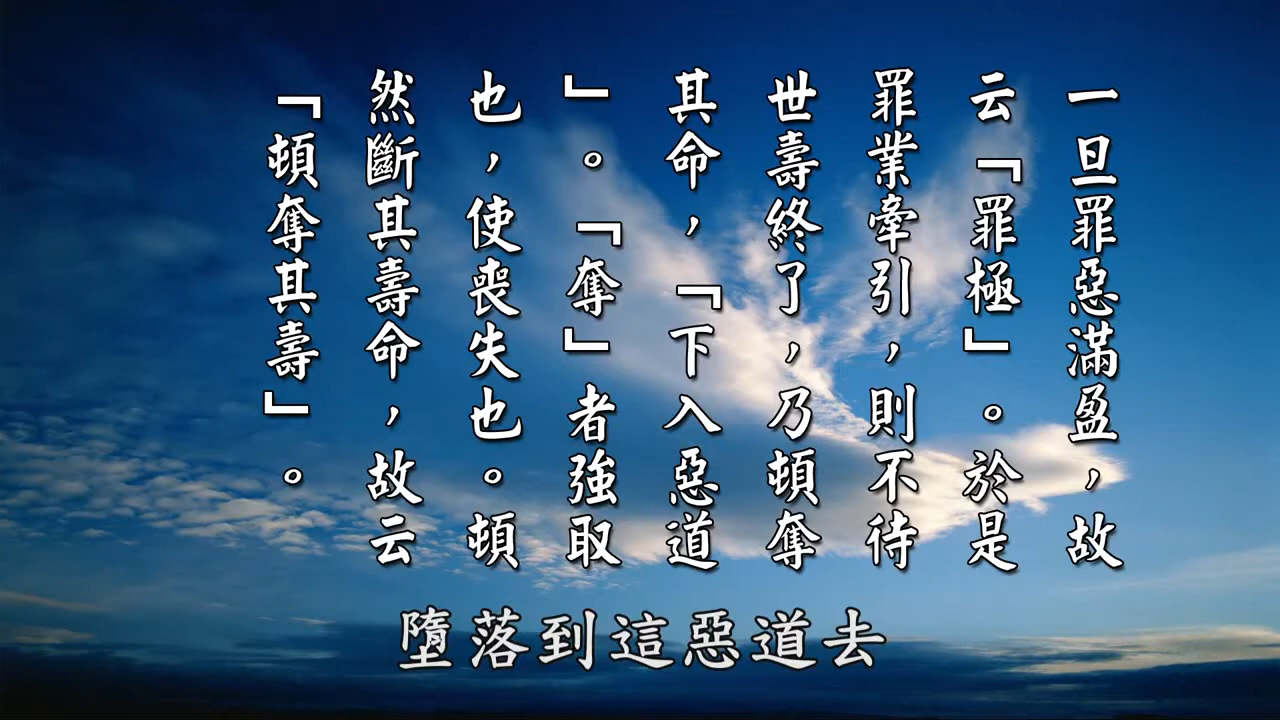 一旦罪惡滿盈，故
云「罪極」。於是
罪業牽引，則不待
世壽終了，乃頓奪
其命，「下入惡道
」。「奪」者強取
也，使喪失也。頓
然斷其壽命，故云
「頓奪其壽」。
墮落到這惡道去